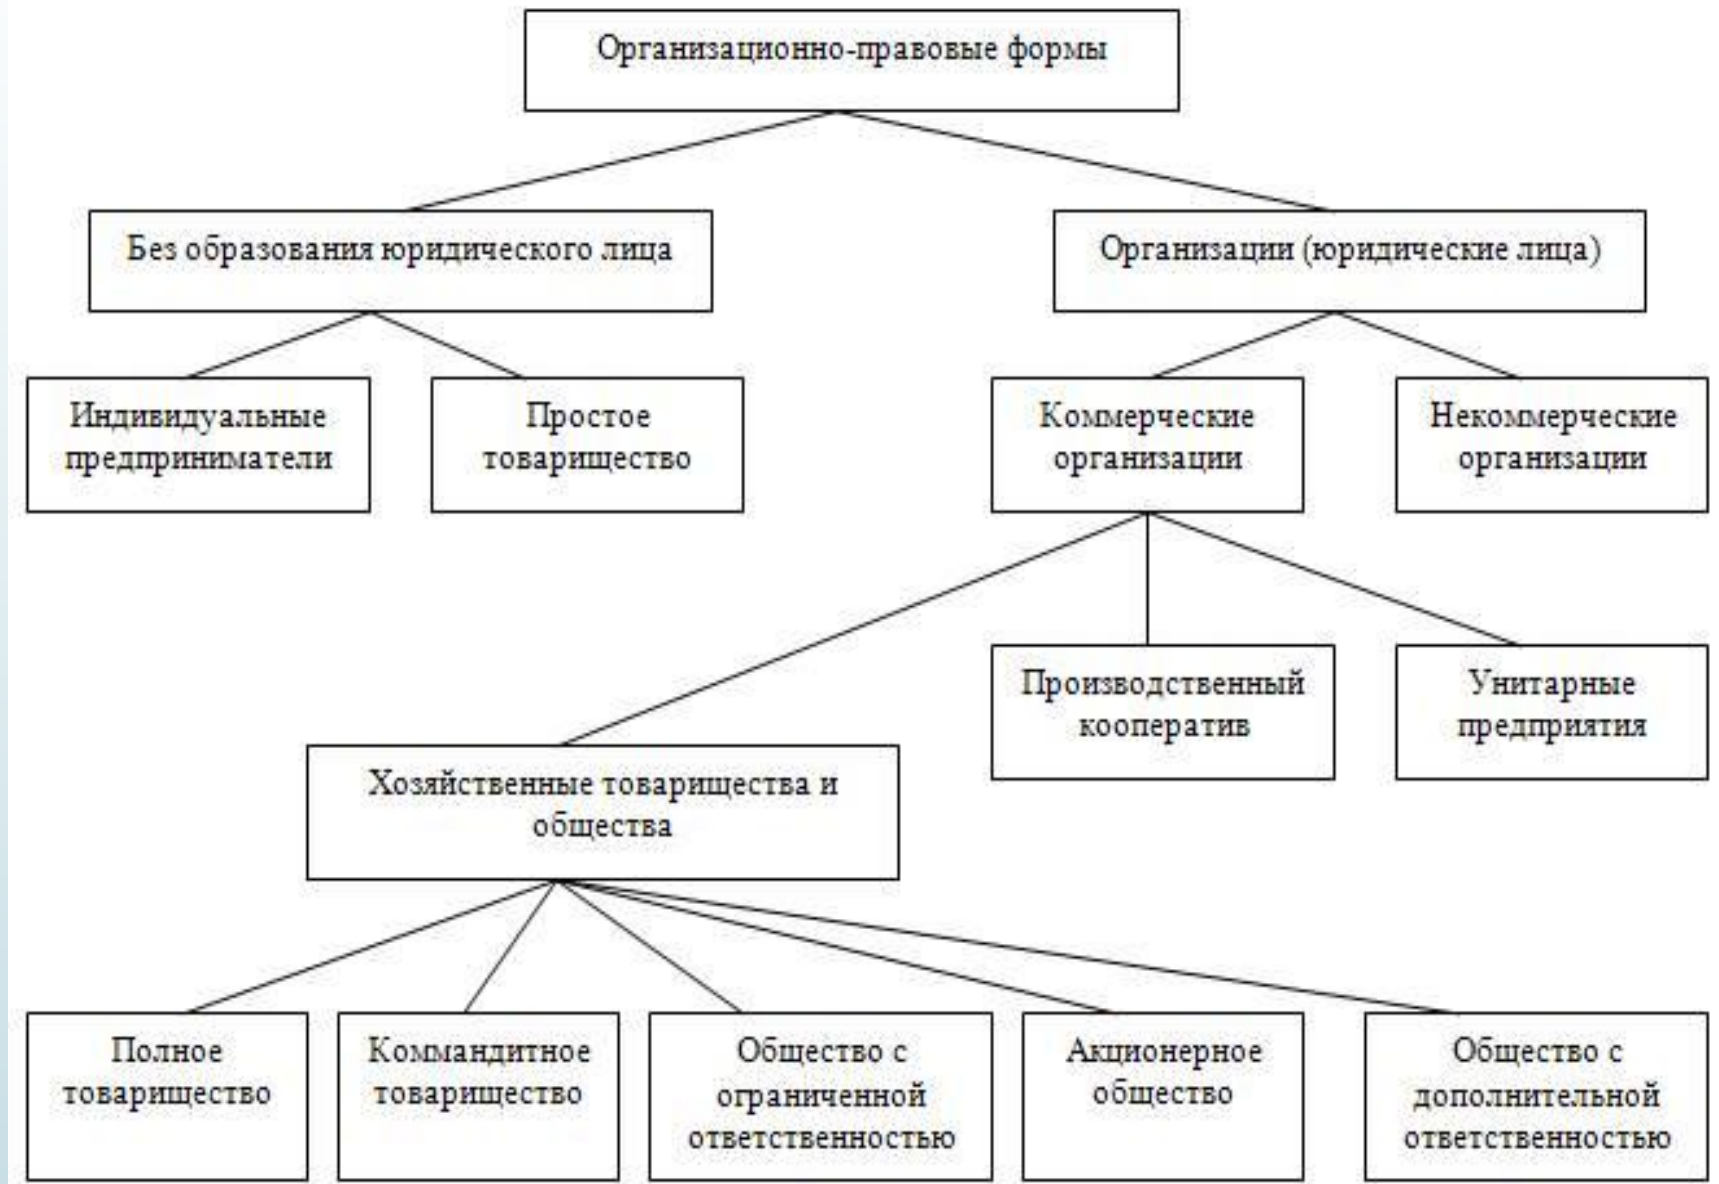 Организационно-правовые формы
Без образования юридического лица
Организации (юридические лица)
Индивидуальные
предприниматели
Простое
товарищество
Коммерческие
организации
Некоммерческие
организации
Производственный
кооператив
Унитарные
предприятия
Хозяйственные товарищества и
общества
Полное
товарищество
Коммандитное
товарищество
Общество с
ограниченной
ответственностью
Акционерное
общество
Общество с
дополнительной
ответственностью